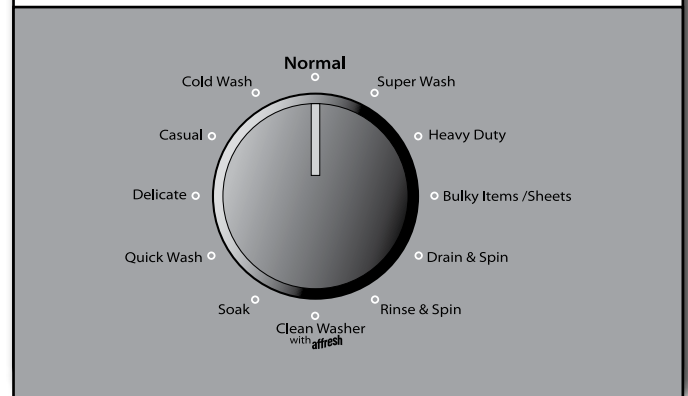 Normal
Super Wash
Heavy Duty
Bulky Items /Sheets
Drain & Spin
Rinse & Spin
Clean Washer
with affresh
Soak
Quick Wash
Delicate
Casual
Cold Wash